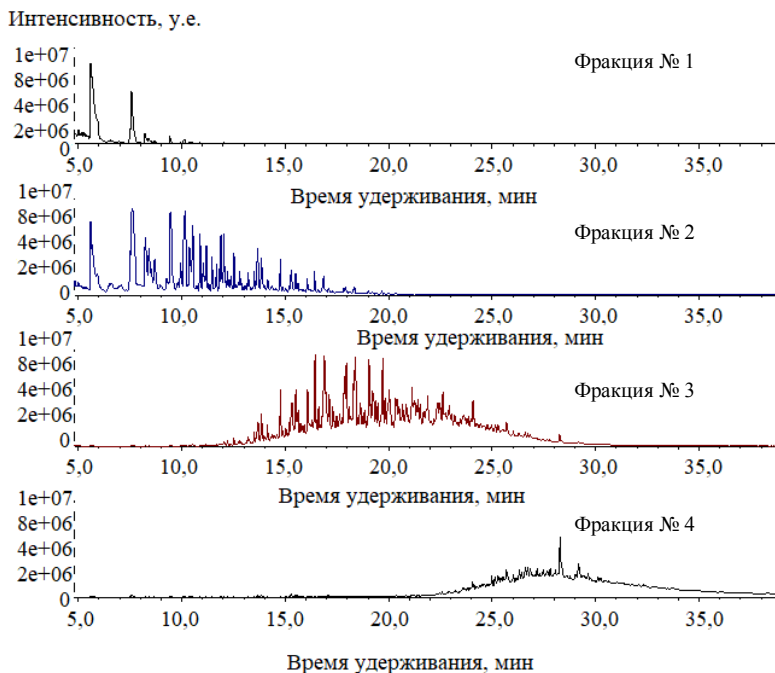 Интенсивность, у.е.
Фракция № 1
1e+07
8e+06
4e+06
2e+06
0
5,0 10,0 15,0 20,0 25,0 30,0 35,0
Время удерживания, мин
Фракция № 2
1e+07
8e+06
4e+06
2e+06
0
5,0 10,0 15,0 20,0 25,0 30,0 35,0
Время удерживания, мин
Фракция № 3
1e+07
8e+06
4e+06
2e+06
0
5,0 10,0 15,0 20,0 25,0 30,0 35,0
Время удерживания, мин
Фракция № 4
1e+07
8e+06
4e+06
2e+06
0
5,0 10,0 15,0 20,0 25,0 30,0 35,0
Время удерживания, мин